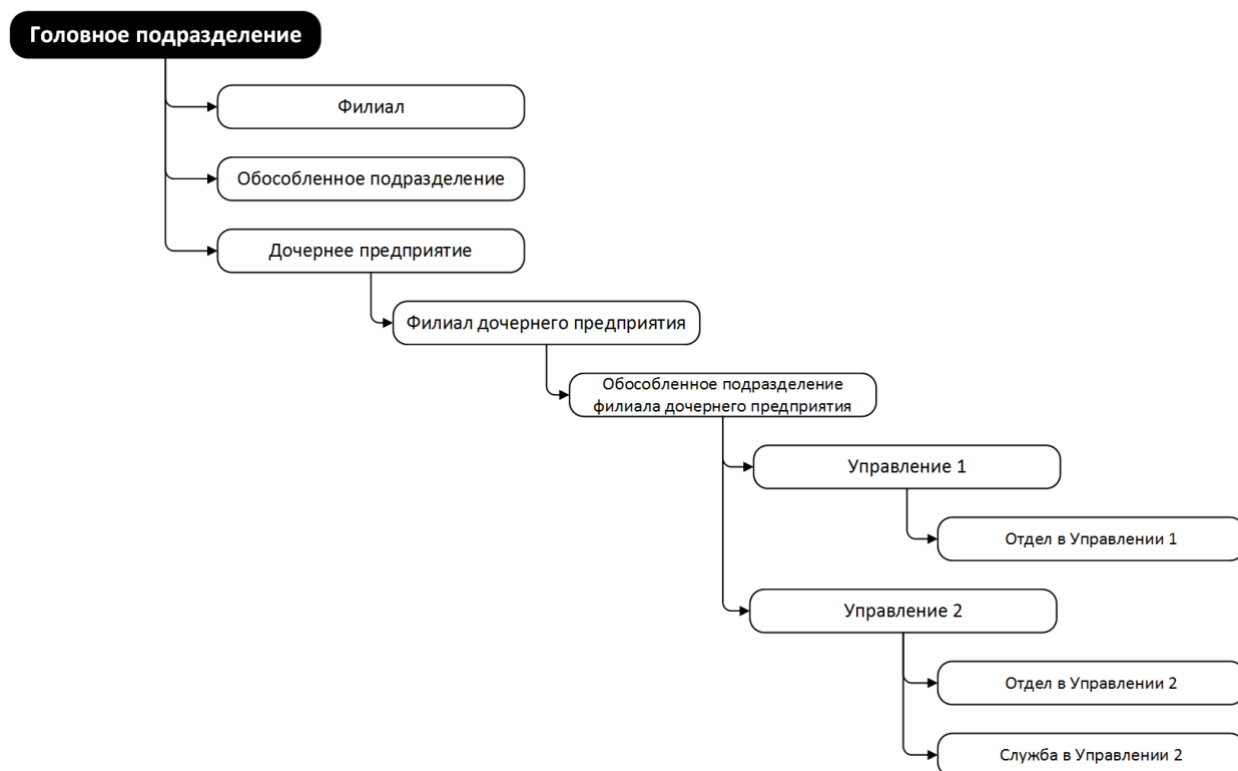 Головное подразделение
Филиал
Обособленное подразделение
Дочернее предприятие
Филиал дочернего предприятия
Обособленное подразделение
филиала дочернего предприятия
Управление 1
Отдел в Управлении 1
Управление 2
Отдел в Управлении 2
Служба в Управлении 2